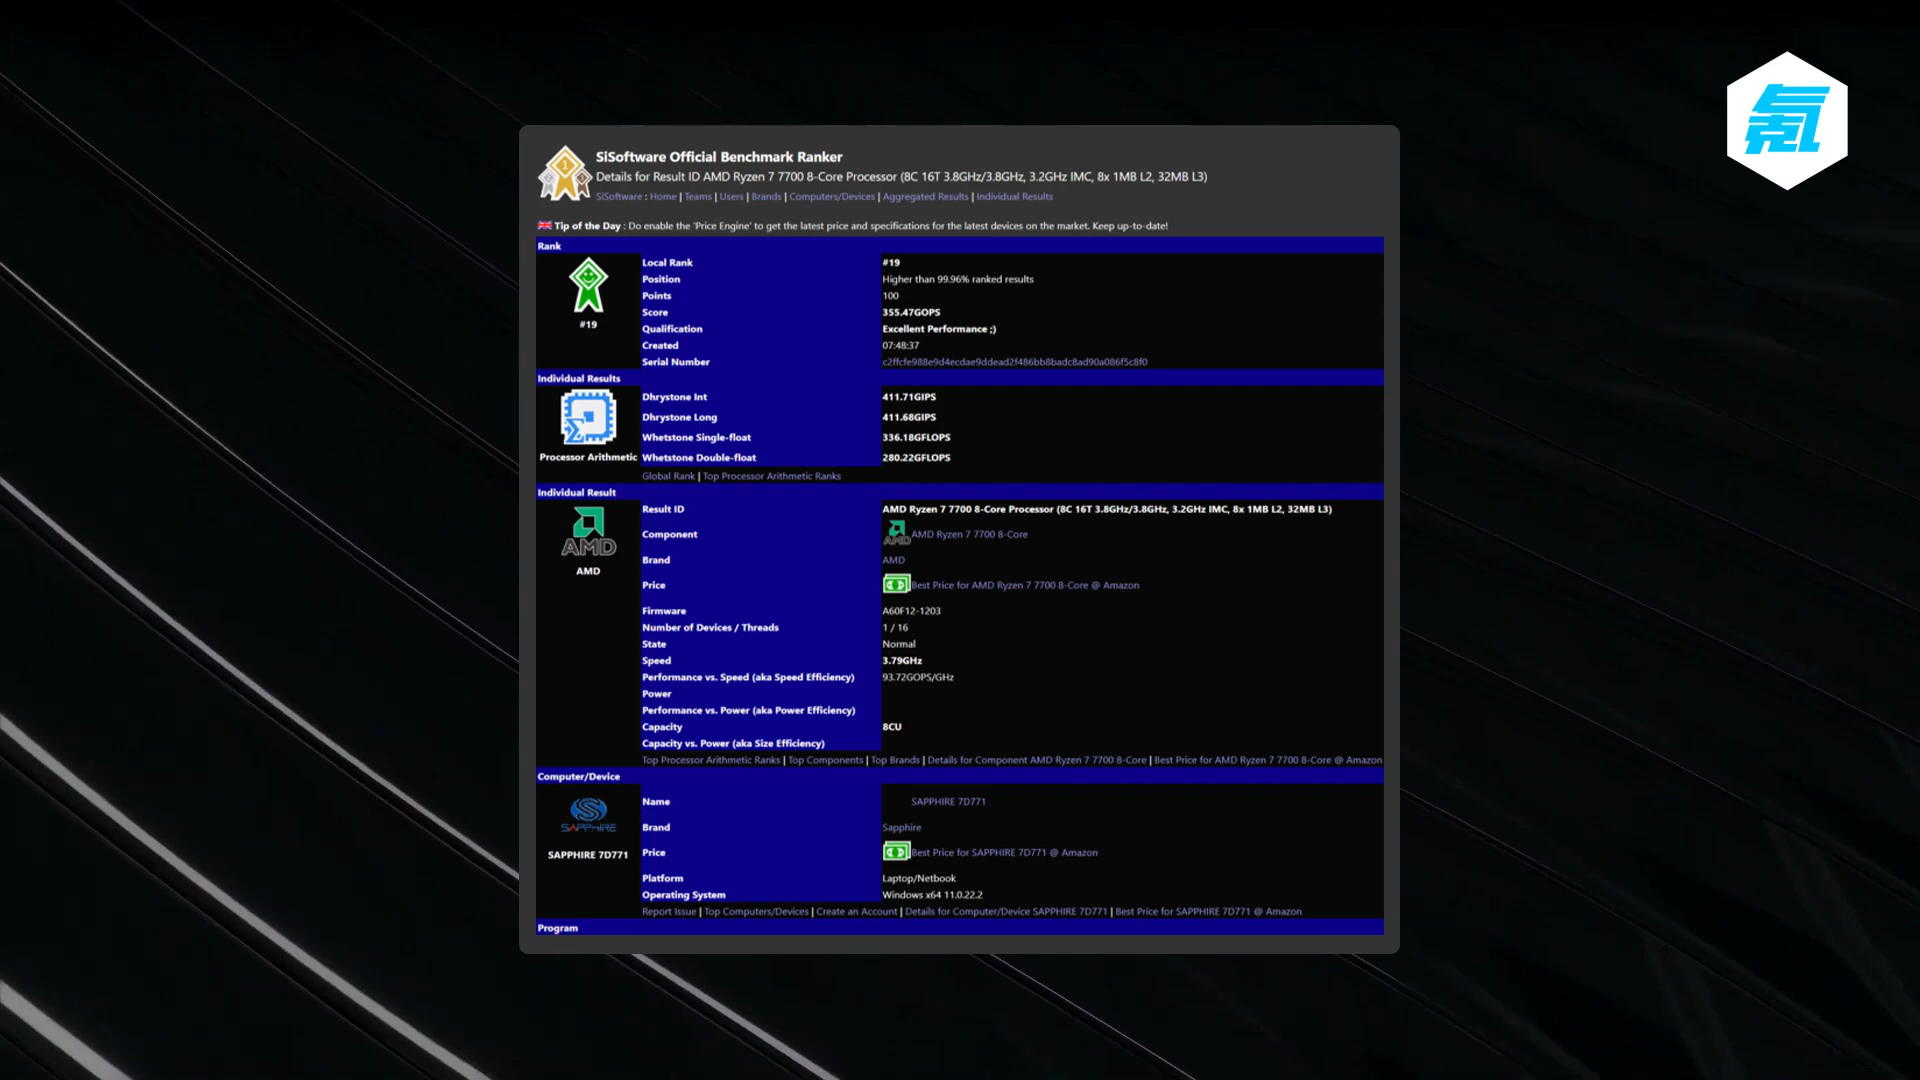 氪
SiSoftware Official Benchmark Ranker
Details for Result ID AMD Ryzen 7 7700 8-Core Processor (8C 16T 3.8GHz/3.8GHz, 3.2GHz IMC, 8x 1MB L2, 32MB L3)
SiSoftware : Home | Teams | Users | Brands | Computers/Devices | Aggregated Results | Individual Results
Tip of the Day : Do enable the 'Price Engine' to get the latest price and specifications for the latest devices on the market. Keep up-to-date!
Rank
#19
Local Rank #19
Position Higher than 99.96% ranked results
Points 100
Score 355.47GOPS
Qualification Excellent Performance ;)
Created 07:48:37
Serial Number c2ffcfe988e9d4ecdae9ddead2f486bb8badc8ad90a086f5c8f0
Individual Results
Processor Arithmetic
Dhrystone Int 411.71GIPS
Dhrystone Long 411.68GIPS
Whetstone Single-float 336.18GFLOPS
Whetstone Double-float 280.22GFLOPS
Global Rank | Top Processor Arithmetic Ranks
Individual Result
AMD
AMD
Result ID AMD Ryzen 7 7700 8-Core Processor (8C 16T 3.8GHz/3.8GHz, 3.2GHz IMC, 8x 1MB L2, 32MB L3)
Component AMD AMD Ryzen 7 7700 8-Core
Brand AMD
Price Best Price for AMD Ryzen 7 7700 8-Core @ Amazon
Firmware A60F12-1203
Number of Devices / Threads 1 / 16
State Normal
Speed 3.79GHz
Performance vs. Speed (aka Speed Efficiency) 93.72GOPS/GHz
Power
Performance vs. Power (aka Power Efficiency)
Capacity 8CU
Capacity vs. Power (aka Size Efficiency)
Top Processor Arithmetic Ranks | Top Components | Top Brands | Details for Component AMD Ryzen 7 7700 8-Core | Best Price for AMD Ryzen 7 7700 8-Core @ Amazon
Computer/Device
SAPPHIRE
SAPPHIRE 7D771
Name SAPPHIRE 7D771
Brand Sapphire
Price Best Price for SAPPHIRE 7D771 @ Amazon
Platform Laptop/Netbook
Operating System Windows x64 11.0.22.2
Report Issue | Top Computers/Devices | Create an Account | Details for Computer/Device SAPPHIRE 7D771 | Best Price for SAPPHIRE 7D771 @ Amazon
Program